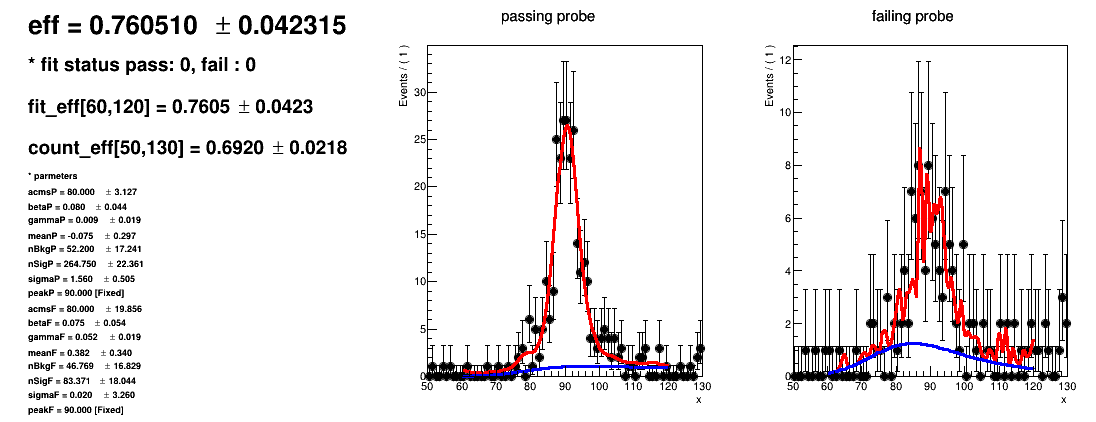 eff = 0.760510 ± 0.042315
* fit status pass: 0, fail : 0
fit_eff[60,120] = 0.7605 ± 0.0423
count_eff[50,130] = 0.6920 ± 0.0218
* parmeters
acmsP = 80.000 ± 3.127
betaP = 0.080 ± 0.044
gammaP = 0.009 ± 0.019
meanP = -0.075 ± 0.297
nBkgP = 52.200 ± 17.241
nSigP = 264.750 ± 22.361
sigmaP = 1.560 ± 0.505
peakP = 90.000 [Fixed]
acmsF = 80.000 ± 19.856
betaF = 0.075 ± 0.054
gammaF = 0.052 ± 0.019
meanF = 0.382 ± 0.340
nBkgF = 46.769 ± 16.829
nSigF = 83.371 ± 18.044
sigmaF = 0.020 ± 3.260
peakF = 90.000 [Fixed]
passing probe
Events / ( 1 )
30
25
20
15
10
5
0
50 60 70 80 90 100 110 120 130
x
failing probe
Events / ( 1 )
12
10
8
6
4
2
0
50 60 70 80 90 100 110 120 130
x